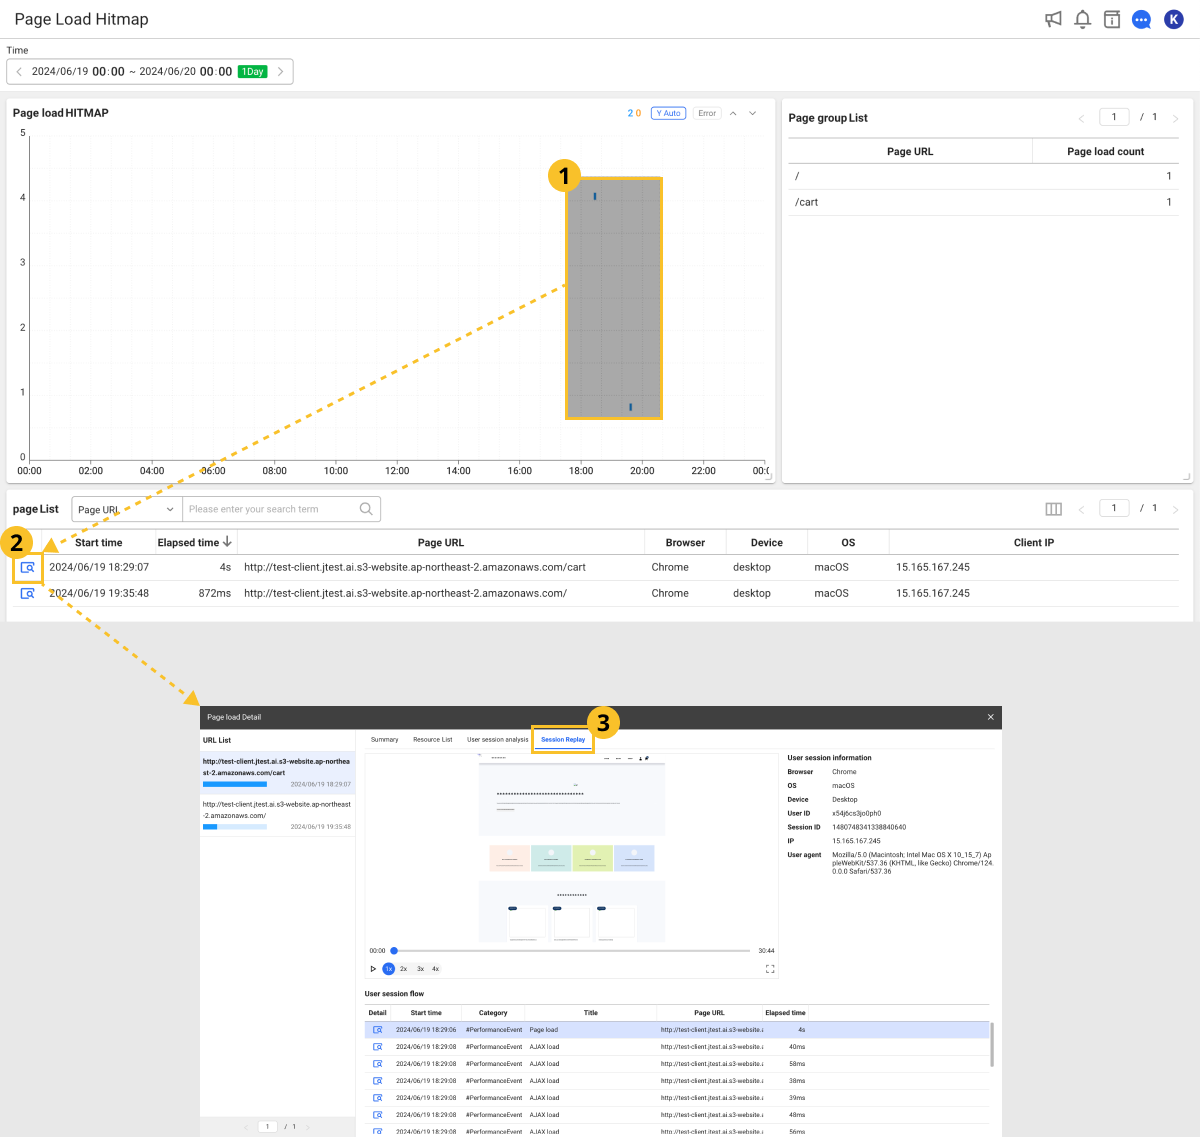 Page Load Hitmap
K
Time
2024/06/19 00:00 ~ 2024/06/20 00:00 1Day
Page load HITMAP
2 0 Y Auto Error
5
4
3
2
1
0
00:00 02:00 04:00 06:00 08:00 10:00 12:00 14:00 16:00 18:00 20:00 22:00 00:0
1
Page group List
1 / 1
Page URL Page load count
/ 1
/cart 1
page List Page URL Please enter your search term 1 / 1
2
Start time Elapsed time Page URL Browser Device OS Client IP
2024/06/19 18:29:07 4s http://test-client.jtest.ai.s3-website.ap-northeast-2.amazonaws.com/cart Chrome desktop macOS 15.165.167.245
2024/06/19 19:35:48 872ms http://test-client.jtest.ai.s3-website.ap-northeast-2.amazonaws.com/ Chrome desktop macOS 15.165.167.245
Page load Detail
3
URL List
http://test-client.jtest.ai.s3-website.ap-northea
st-2.amazonaws.com/cart
2024/06/19 18:29:07
http://test-client.jtest.ai.s3-website.ap-northeast
-2.amazonaws.com/
2024/06/19 19:35:48
1 / 1
Summary Resource List User session analysis Session Replay
00:00 30:44
1x 2x 3x 4x
User session information
Browser Chrome
OS macOS
Device Desktop
User ID x54j6cs3jo0ph0
Session ID 1480748341338840640
IP 15.165.167.245
User agent Mozilla/5.0 (Macintosh; Intel Mac OS X 10_15_7) Ap
pleWebKit/537.36 (KHTML, like Gecko) Chrome/124.
0.0.0 Safari/537.36
User session flow
Detail Start time Category Title Page URL Elapsed time
2024/06/19 18:29:06 #PerformanceEvent Page load http://test-client.jtest.ai.s3-website.a 4s
2024/06/19 18:29:08 #PerformanceEvent AJAX load http://test-client.jtest.ai.s3-website.a 40ms
2024/06/19 18:29:08 #PerformanceEvent AJAX load http://test-client.jtest.ai.s3-website.a 58ms
2024/06/19 18:29:08 #PerformanceEvent AJAX load http://test-client.jtest.ai.s3-website.a 38ms
2024/06/19 18:29:08 #PerformanceEvent AJAX load http://test-client.jtest.ai.s3-website.a 39ms
2024/06/19 18:29:08 #PerformanceEvent AJAX load http://test-client.jtest.ai.s3-website.a 48ms
2024/06/19 18:29:08 #PerformanceEvent AJAX load http://test-client.jtest.ai.s3-website.a 56ms